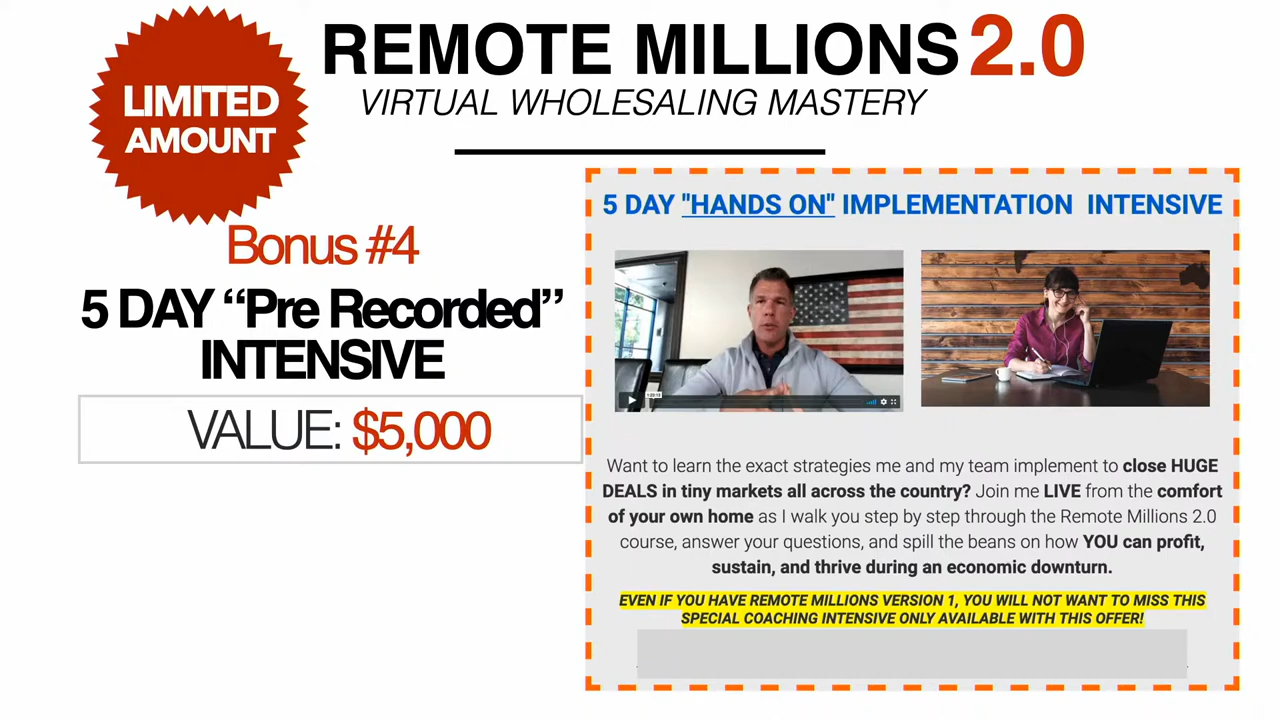 LIMITED
AMOUNT
REMOTE MILLIONS 2.0
VIRTUAL WHOLESALING MASTERY
Bonus #4
5 DAY “Pre Recorded”
INTENSIVE
VALUE: $5,000
5 DAY "HANDS ON" IMPLEMENTATION INTENSIVE
1:20:15
Want to learn the exact strategies me and my team implement to close HUGE
DEALS in tiny markets all across the country? Join me LIVE from the comfort
of your own home as I walk you step by step through the Remote Millions 2.0
course, answer your questions, and spill the beans on how YOU can profit,
sustain, and thrive during an economic downturn.
EVEN IF YOU HAVE REMOTE MILLIONS VERSION 1, YOU WILL NOT WANT TO MISS THIS
SPECIAL COACHING INTENSIVE ONLY AVAILABLE WITH THIS OFFER!